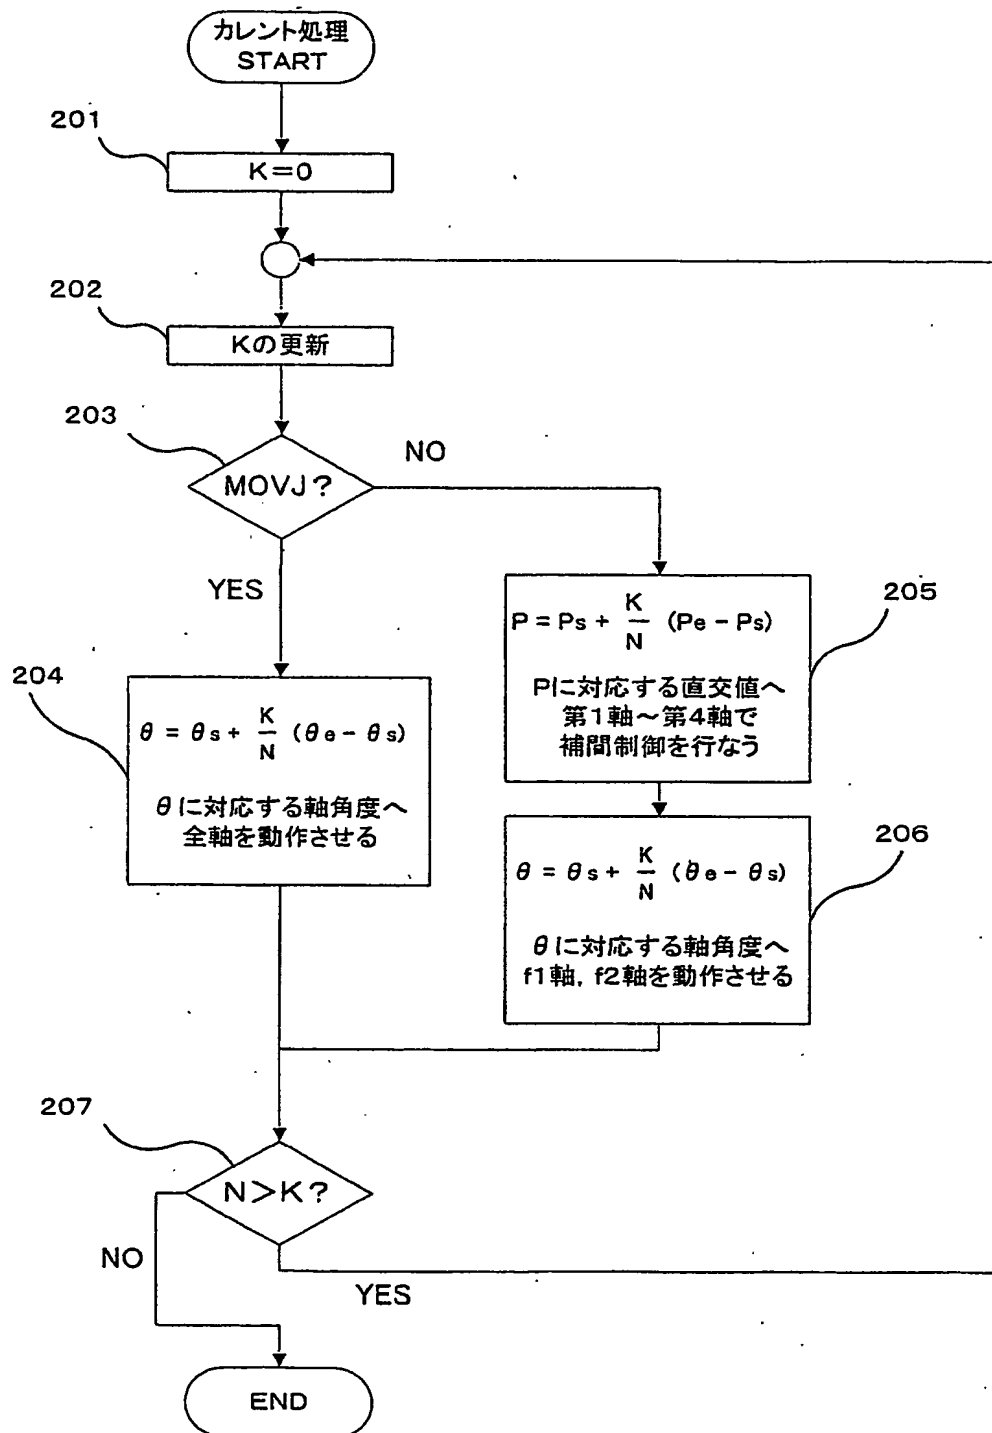 カレント処理
START
201
K=0
202
Kの更新
203
MOVJ?
NO
YES
204
θ = θs + K/N (θe - θs)
θに対応する軸角度へ
全軸を動作させる
205
P = Ps + K/N (Pe - Ps)
Pに対応する直交値へ
第1軸～第4軸で
補間制御を行なう
206
θ = θs + K/N (θe - θs)
θに対応する軸角度へ
f1軸, f2軸を動作させる
207
N>K?
NO
YES
END